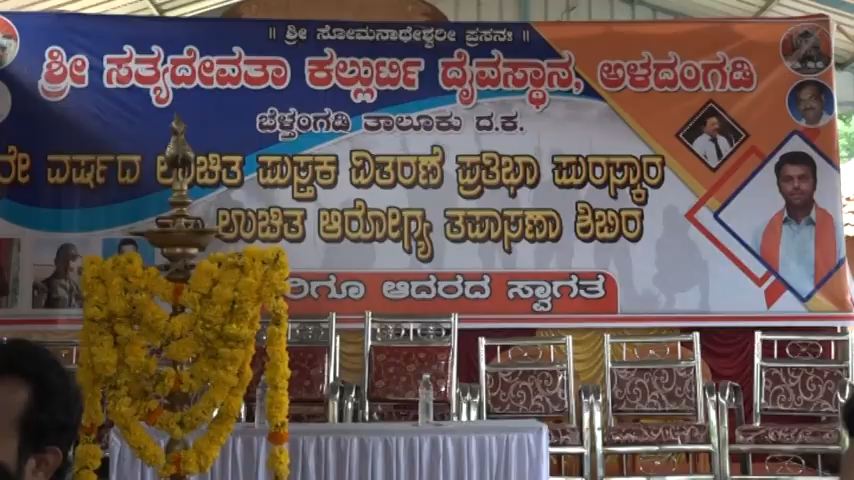 ॥ ಶ್ರೀ ಸೋಮನಾಥೇಶ್ವರೀ ಪ್ರಸನಃ ॥
ಶ್ರೀ ಸತ್ಯದೇವತಾ ಕಲ್ಲುರ್ಟಿ ದೈವಸ್ಥಾನ, ಅಳದಂಗಡಿ
ಬೆಳ್ತಂಗಡಿ ತಾಲೂಕು ದ.ಕ.
ನೇ ವರ್ಷದ ಉಚಿತ ಪುಸ್ತಕ ವಿತರಣೆ ಪ್ರತಿಭಾ ಪುರಸ್ಕಾರ
ಉಚಿತ ಆರೋಗ್ಯ ತಪಾಸಣಾ ಶಿಬಿರ
ರಿಗೂ ಆದರದ ಸ್ವಾಗತ